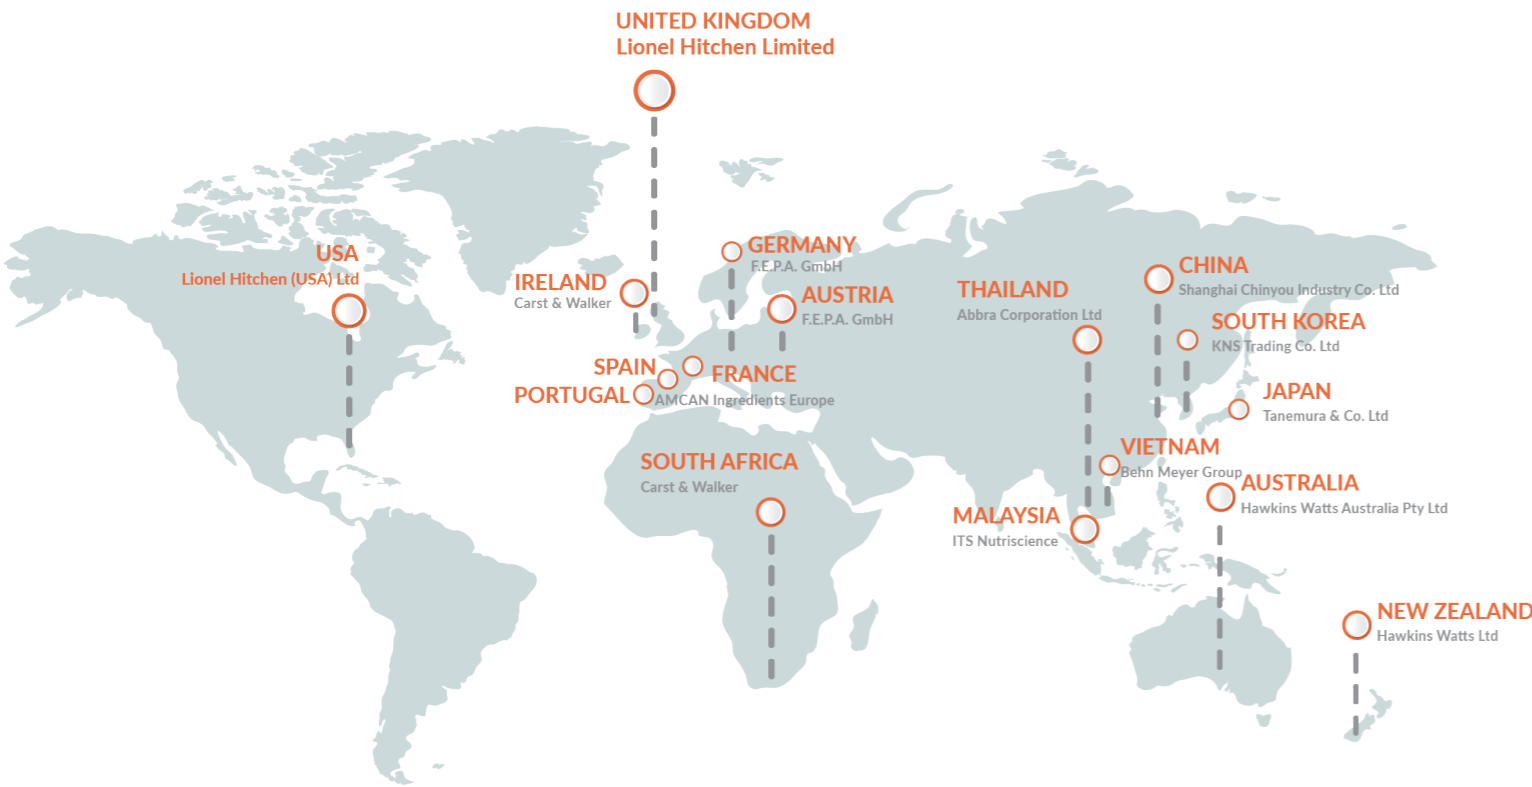 UNITED KINGDOM
Lionel Hitchen Limited
USA
Lionel Hitchen (USA) Ltd
IRELAND
Carst & Walker
GERMANY
F.E.P.A. GmbH
AUSTRIA
F.E.P.A. GmbH
SPAIN
PORTUGAL
FRANCE
AMCAN Ingredients Europe
SOUTH AFRICA
Carst & Walker
THAILAND
Abbra Corporation Ltd
CHINA
Shanghai Chinyou Industry Co. Ltd
SOUTH KOREA
KNS Trading Co. Ltd
JAPAN
Tanemura & Co. Ltd
VIETNAM
Behn Meyer Group
MALAYSIA
ITS Nutriscience
AUSTRALIA
Hawkins Watts Australia Pty Ltd
NEW ZEALAND
Hawkins Watts Ltd